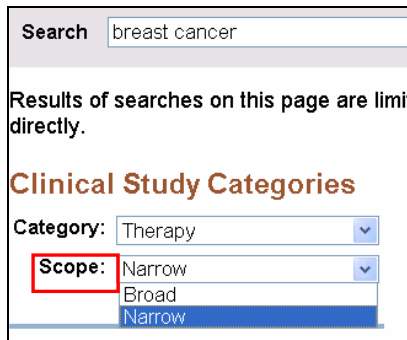 Search breast cancer
Results of searches on this page are limi
directly.
Clinical Study Categories
Category: Therapy
Scope: Narrow
Broad
Narrow